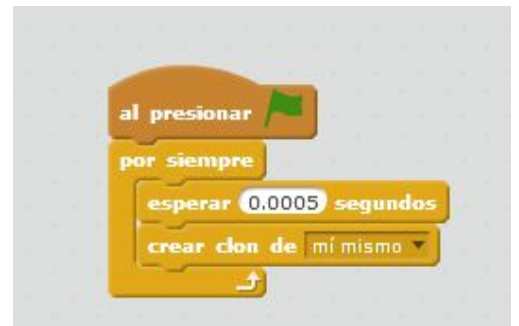 al presionar
por siempre
esperar 0.0005 segundos
crear clon de mí mismo